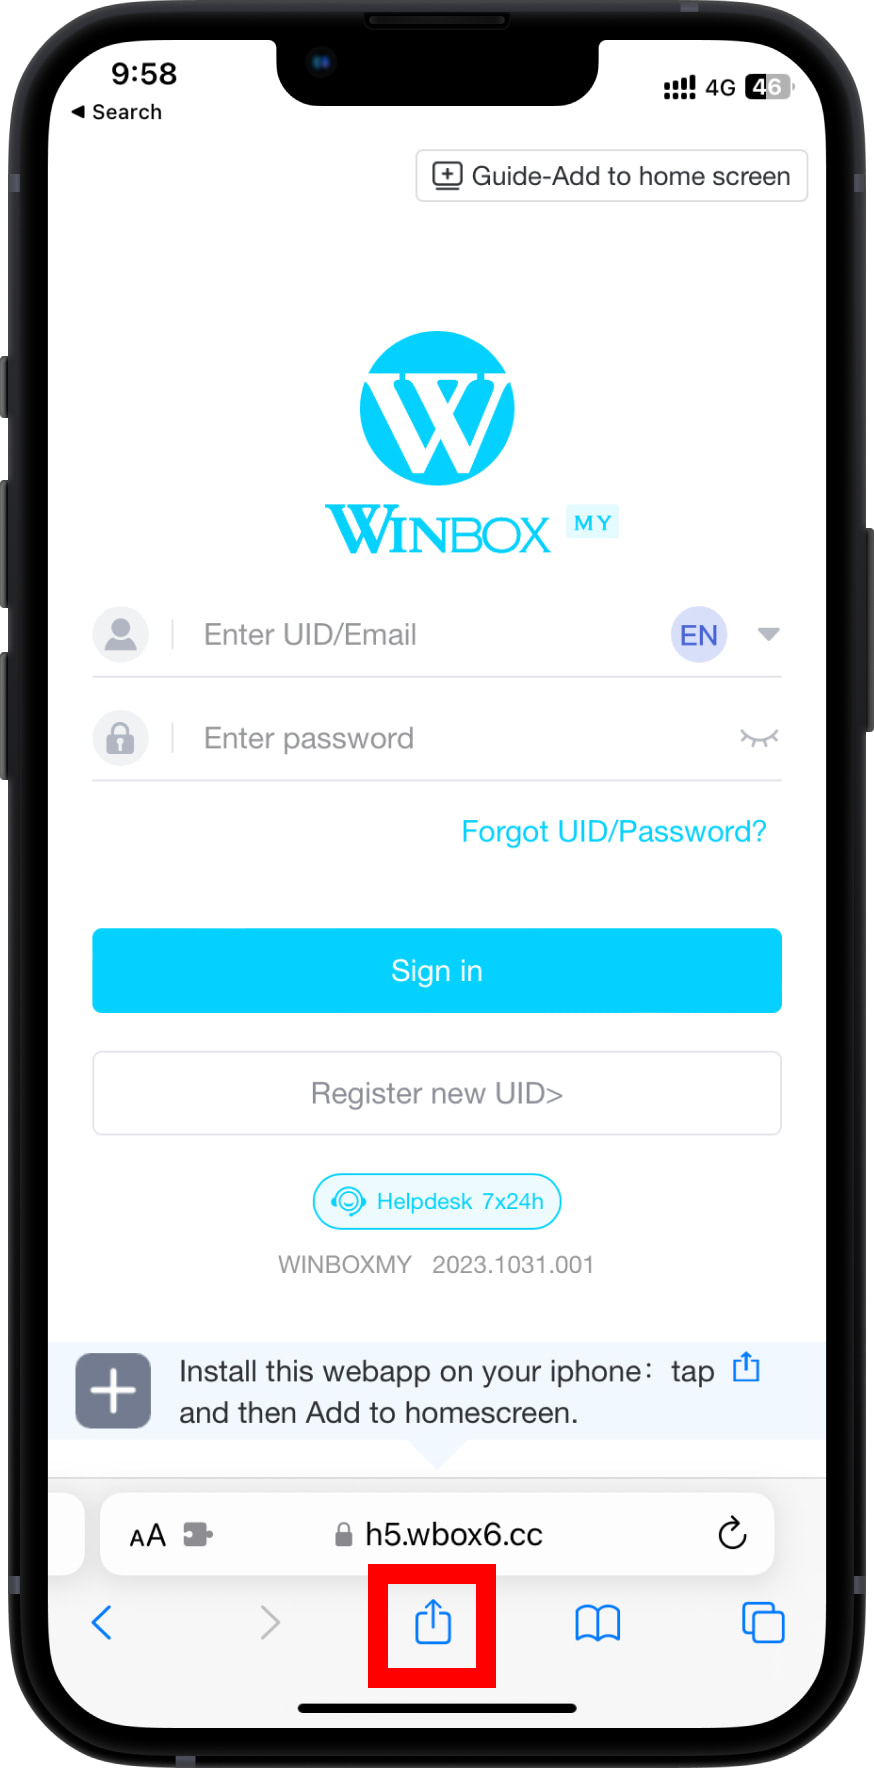 9:58
4G 46
◀ Search
Guide-Add to home screen
W
WINBOX MY
Enter UID/Email EN
Enter password
Forgot UID/Password?
Sign in
Register new UID>
Helpdesk 7x24h
WINBOXMY 2023.1031.001
Install this webapp on your iphone：tap
and then Add to homescreen.
AA h5.wbox6.cc